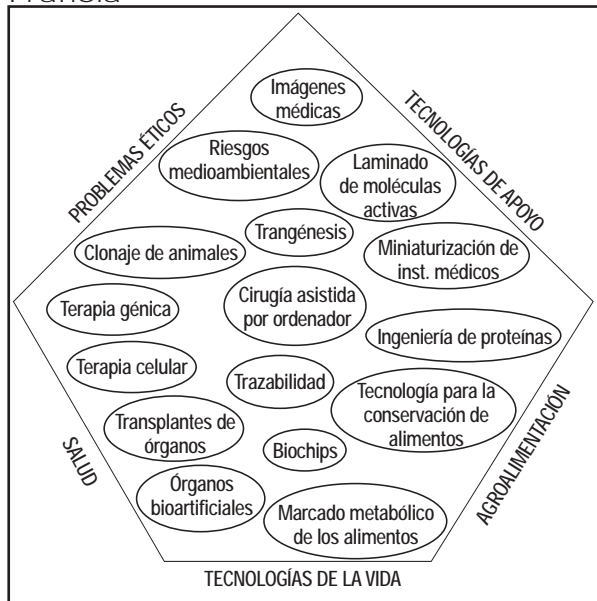 Francia
Imágenes
médicas
PROBLEMAS ÉTICOS
TECNOLOGÍAS DE APOYO
Riesgos
medioambientales
Laminado
de moléculas
activas
Trangénesis
Clonaje de animales
Miniaturización de
inst. médicos
Terapia génica
Cirugía asistida
por ordenador
Ingeniería de proteínas
Terapia celular
Trazabilidad
Tecnología para la
conservación de
alimentos
Transplantes de
órganos
Biochips
SALUD
AGROALIMENTACIÓN
Órganos
bioartificiales
Marcado metabólico
de los alimentos
TECNOLOGÍAS DE LA VIDA